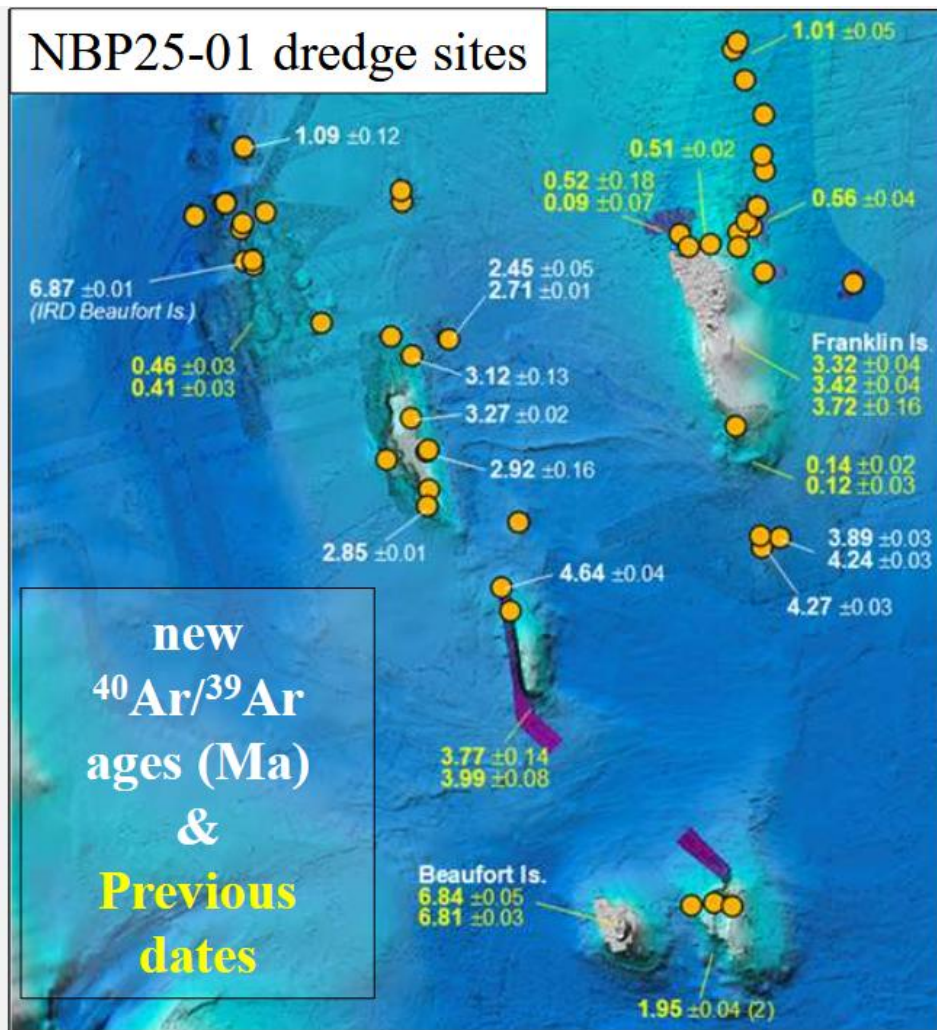 NBP25-01 dredge sites
1.01 ±0.05
1.09 ±0.12
0.51 ±0.02
0.52 ±0.18
0.09 ±0.07
0.56 ±0.04
6.87 ±0.01
(IRD Beaufort Is.)
2.45 ±0.05
2.71 ±0.01
0.46 ±0.03
0.41 ±0.03
3.12 ±0.13
Franklin Is.
3.32 ±0.04
3.42 ±0.04
3.72 ±0.16
3.27 ±0.02
2.92 ±0.16
0.14 ±0.02
0.12 ±0.03
2.85 ±0.01
3.89 ±0.03
4.24 ±0.03
4.64 ±0.04
4.27 ±0.03
new
⁴⁰Ar/³⁹Ar
ages (Ma)
&
Previous
dates
3.77 ±0.14
3.99 ±0.08
Beaufort Is.
6.84 ±0.05
6.81 ±0.03
1.95 ±0.04 (2)